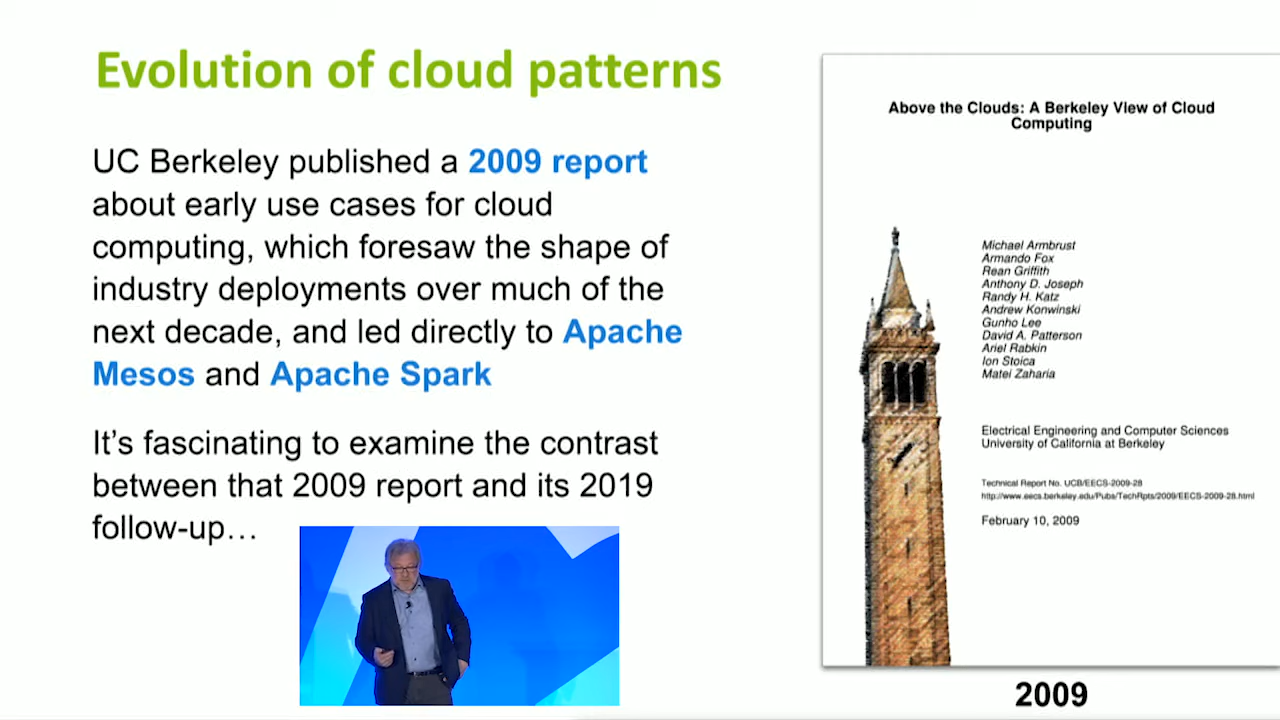 Evolution of cloud patterns
UC Berkeley published a 2009 report
about early use cases for cloud
computing, which foresaw the shape of
industry deployments over much of the
next decade, and led directly to Apache
Mesos and Apache Spark
It’s fascinating to examine the contrast
between that 2009 report and its 2019
follow-up…
Above the Clouds: A Berkeley View of Cloud
Computing
Michael Armbrust
Armando Fox
Rean Griffith
Anthony D. Joseph
Randy H. Katz
Andrew Konwinski
Gunho Lee
David A. Patterson
Ariel Rabkin
Ion Stoica
Matei Zaharia
Electrical Engineering and Computer Sciences
University of California at Berkeley
Technical Report No. UCB/EECS-2009-28
http://www.eecs.berkeley.edu/Pubs/TechRpts/2009/EECS-2009-28.html
February 10, 2009
2009